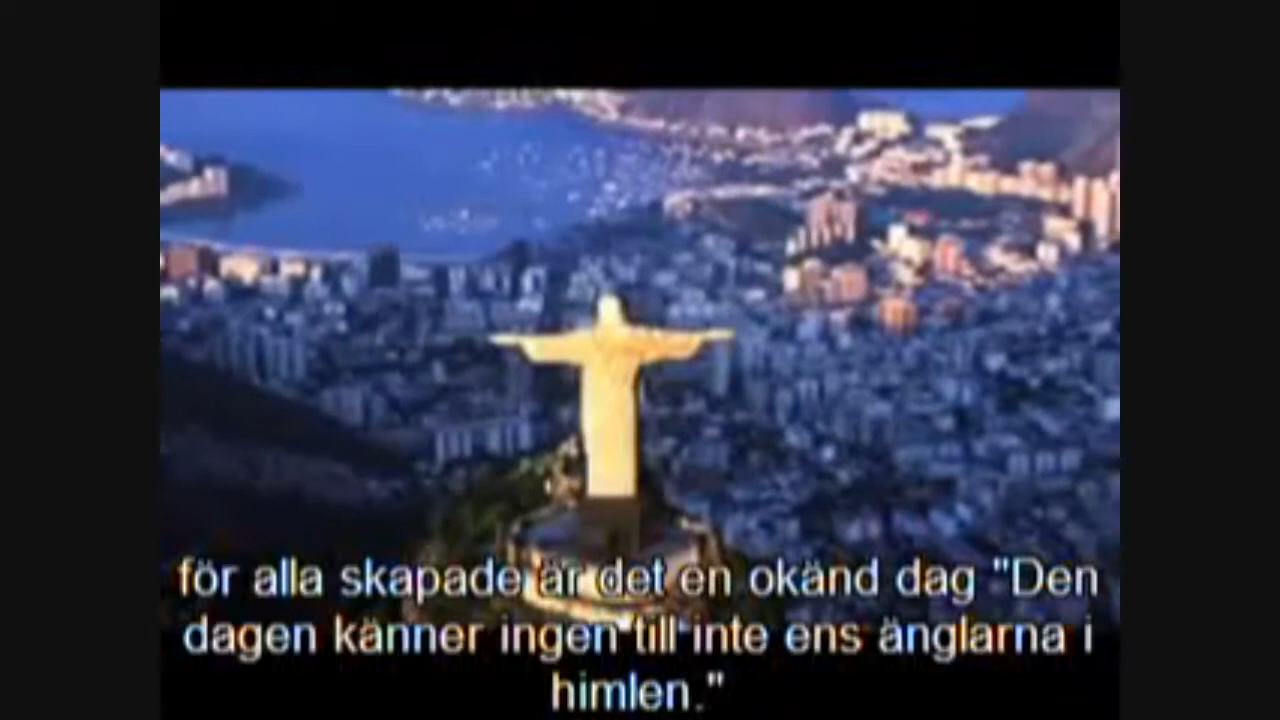 för alla skapade är det en okänd dag "Den
dagen känner ingen till inte ens änglarna i
himlen."